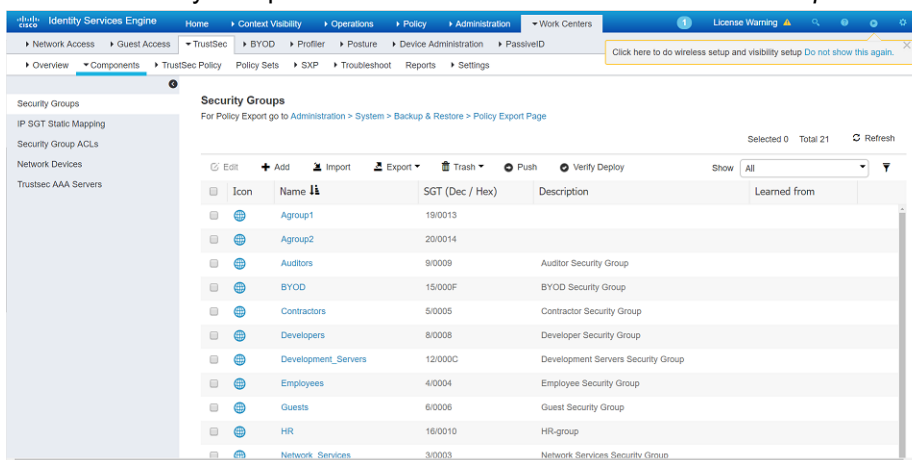 cisco Identity Services Engine Home Context Visibility Operations Policy Administration Work Centers 1 License Warning
Network Access Guest Access TrustSec BYOD Profiler Posture Device Administration PassiveID
Click here to do wireless setup and visibility setup Do not show this again.
Overview Components TrustSec Policy Policy Sets SXP Troubleshoot Reports Settings
Security Groups
IP SGT Static Mapping
Security Group ACLs
Network Devices
Trustsec AAA Servers
Security Groups
For Policy Export go to Administration > System > Backup & Restore > Policy Export Page
Selected 0 Total 21 Refresh
Edit Add Import Export Trash Push Verify Deploy Show All
Icon Name SGT (Dec / Hex) Description Learned from
Agroup1 19/0013
Agroup2 20/0014
Auditors 9/0009 Auditor Security Group
BYOD 15/000F BYOD Security Group
Contractors 5/0005 Contractor Security Group
Developers 8/0008 Developer Security Group
Development_Servers 12/000C Development Servers Security Group
Employees 4/0004 Employee Security Group
Guests 6/0006 Guest Security Group
HR 16/0010 HR-group
Network_Services 3/0003 Network Services Security Group